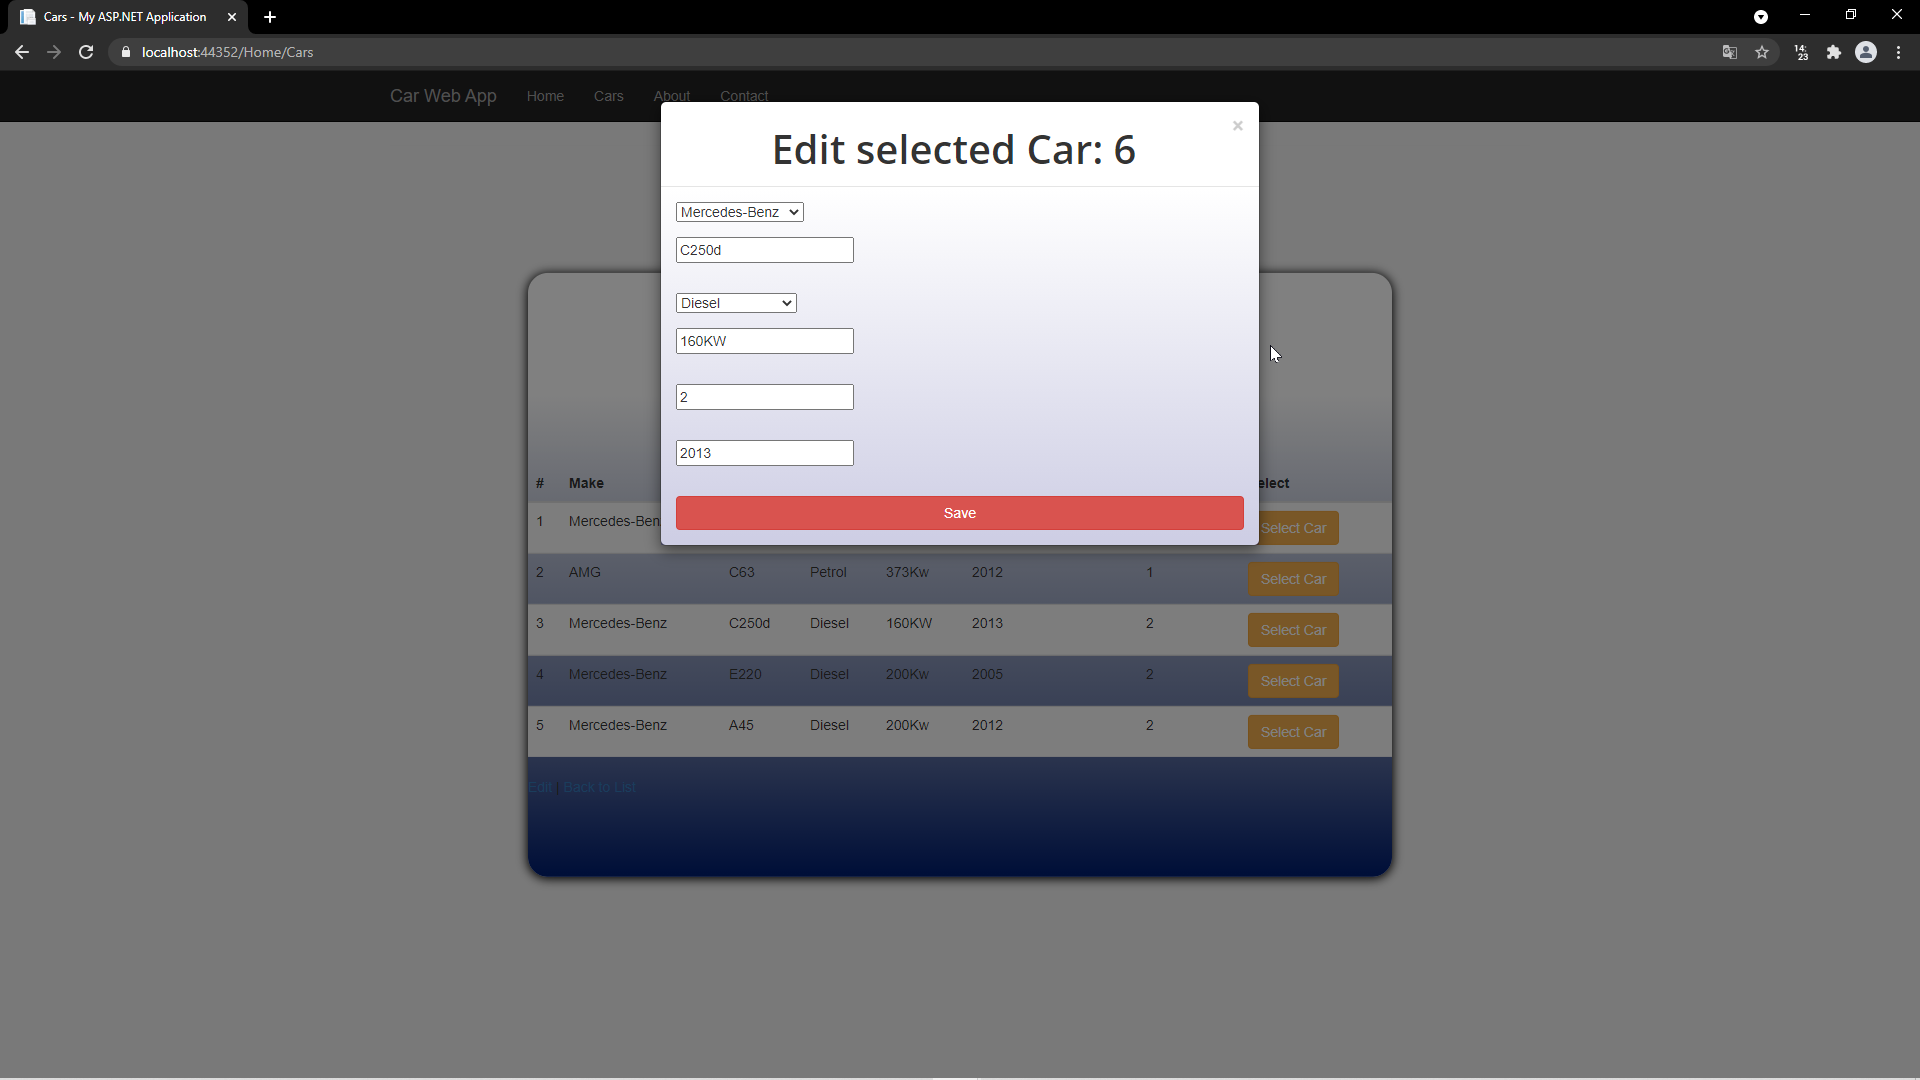 Cars - My ASP.NET Application
localhost:44352/Home/Cars
14:
23
Car Web App Home Cars About Contact
×
Edit selected Car: 6
Mercedes-Benz
C250d
Diesel
160KW
2
2013
Save
# Make elect
1 Mercedes-Ben Select Car
2 AMG C63 Petrol 373Kw 2012 1 Select Car
3 Mercedes-Benz C250d Diesel 160KW 2013 2 Select Car
4 Mercedes-Benz E220 Diesel 200Kw 2005 2 Select Car
5 Mercedes-Benz A45 Diesel 200Kw 2012 2 Select Car
Edit | Back to List